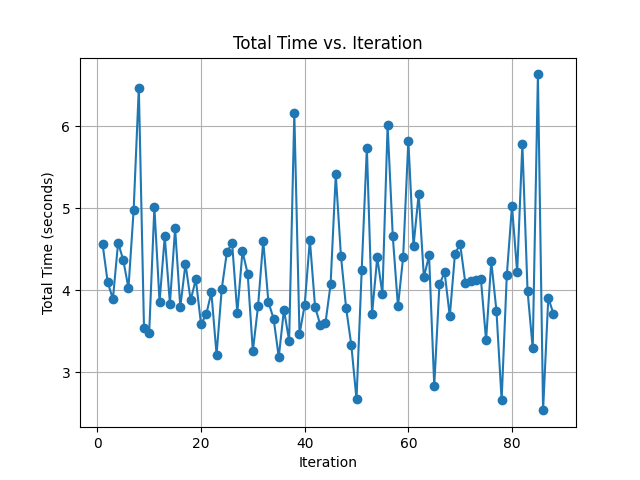 Total Time vs. Iteration
Total Time (seconds)
6
5
4
3
0 20 40 60 80
Iteration